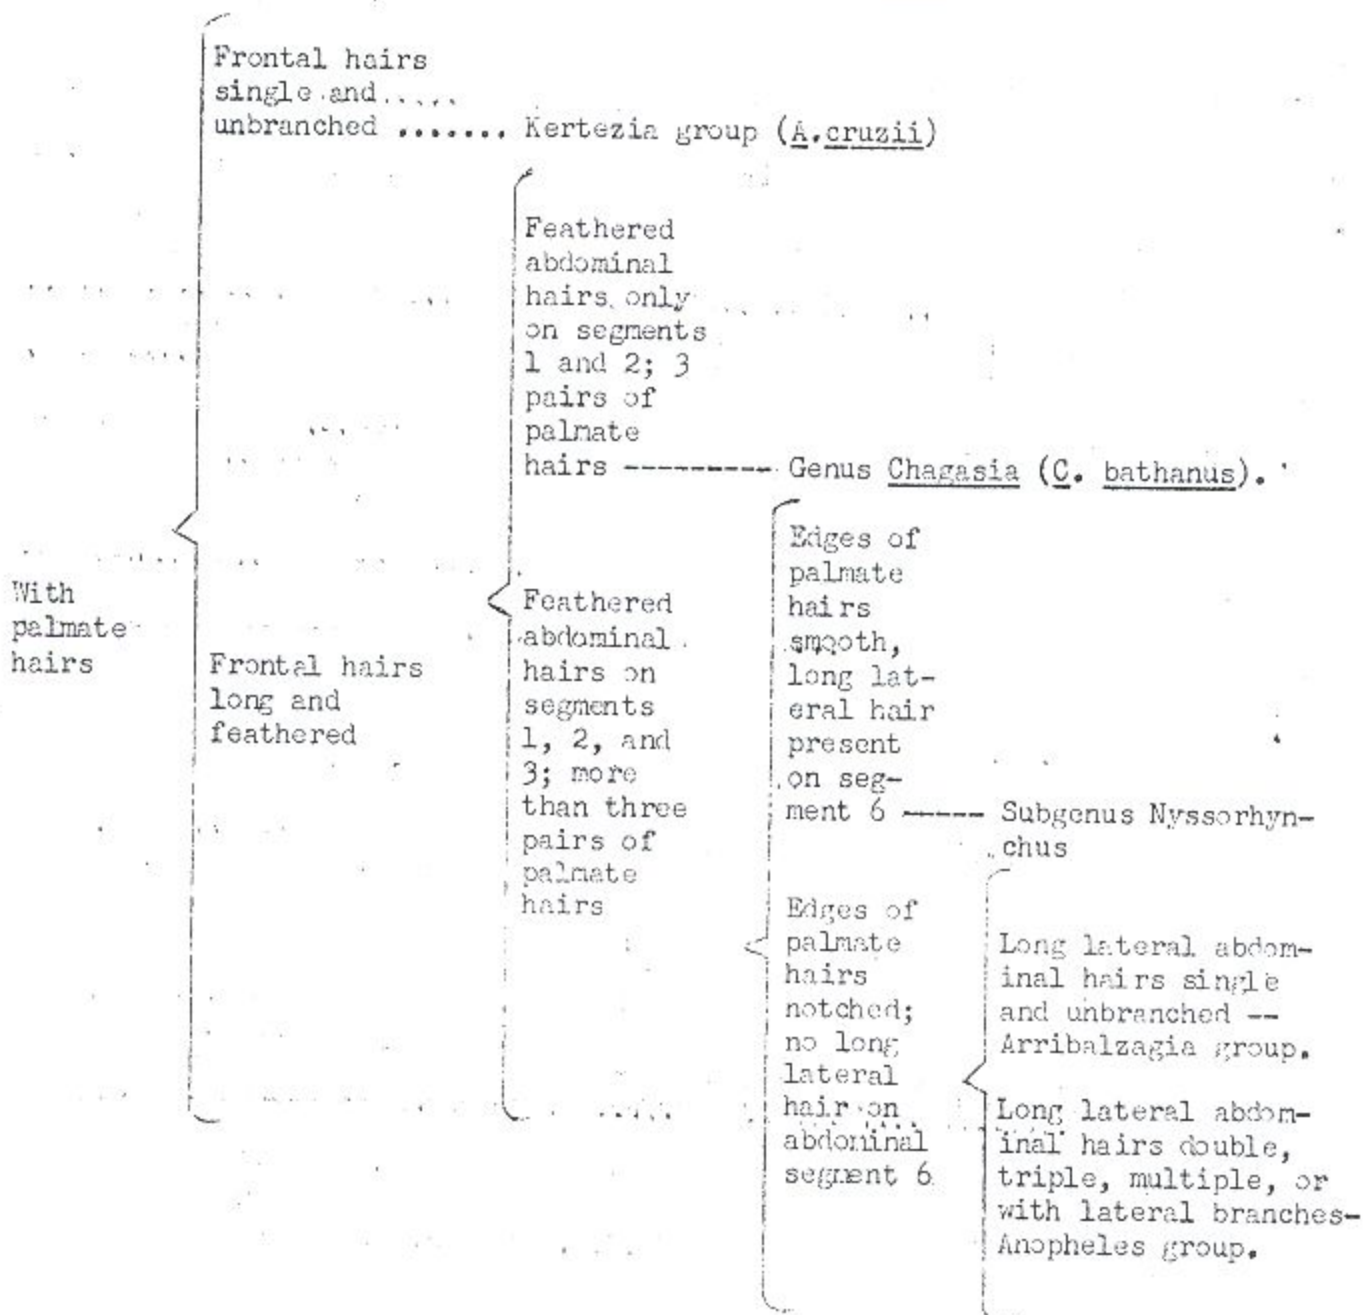 Frontal hairs
single and.....
unbranched ....... Kertezia group (A.cruzii)
Feathered
abdominal
hairs only
on segments
1 and 2; 3
pairs of
palmate
hairs --------- Genus Chagasia (C. bathanus).
With
palmate
hairs
Frontal hairs
long and
feathered
Feathered
abdominal
hairs on
segments
1, 2, and
3; more
than three
pairs of
palmate
hairs
Edges of
palmate
hairs
smooth,
long lat-
eral hair
present
on seg-
ment 6 ----- Subgenus Nyssorhyn-
chus
Edges of
palmate
hairs
notched;
no long
lateral
hair on
abdominal
segment 6
Long lateral abdom-
inal hairs single
and unbranched --
Arribalzagia group.
Long lateral abdom-
inal hairs double,
triple, multiple, or
with lateral branches-
Anopheles group.